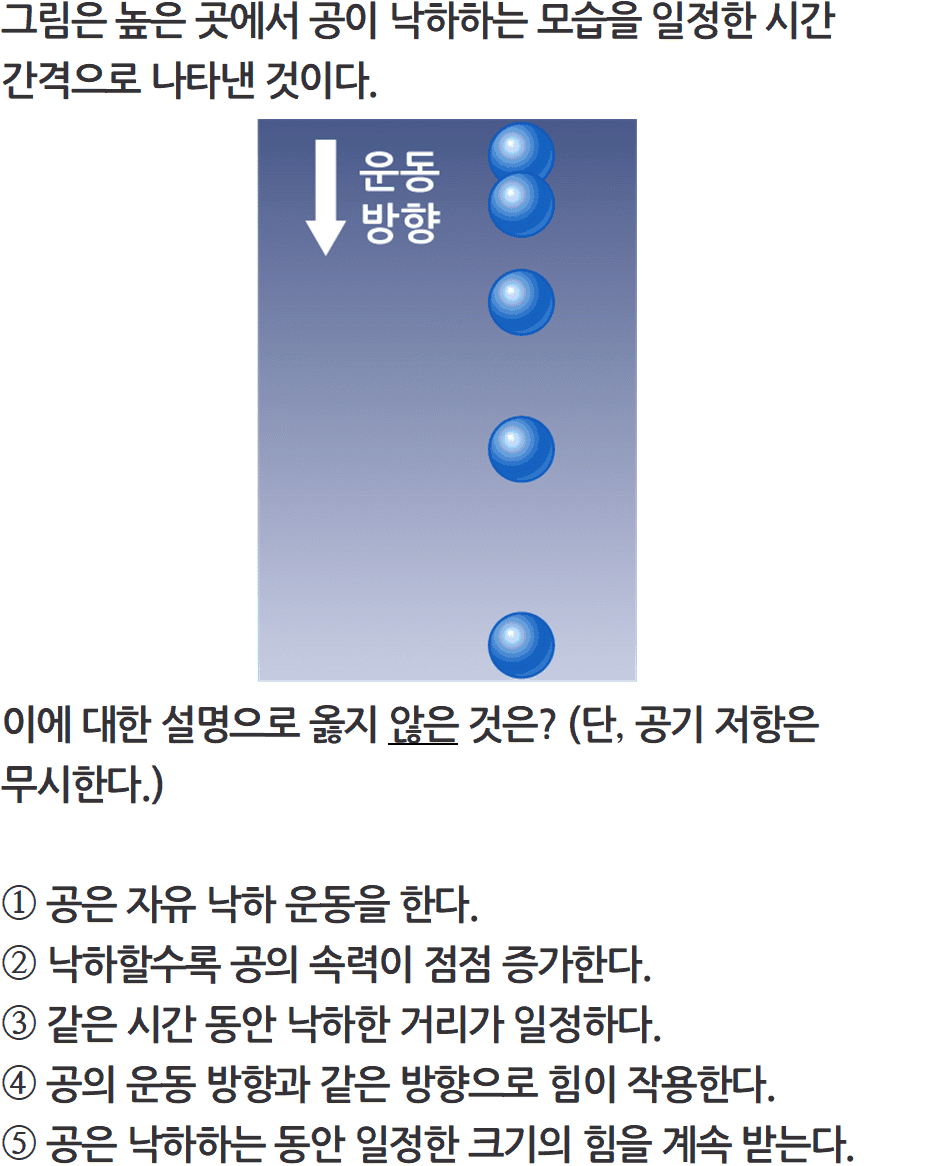 그림은 높은 곳에서 공이 낙하하는 모습을 일정한 시간
간격으로 나타낸 것이다.
운동
방향
이에 대한 설명으로 옳지 않은 것은? (단, 공기 저항은
무시한다.)
① 공은 자유 낙하 운동을 한다.
② 낙하할수록 공의 속력이 점점 증가한다.
③ 같은 시간 동안 낙하한 거리가 일정하다.
④ 공의 운동 방향과 같은 방향으로 힘이 작용한다.
⑤ 공은 낙하하는 동안 일정한 크기의 힘을 계속 받는다.